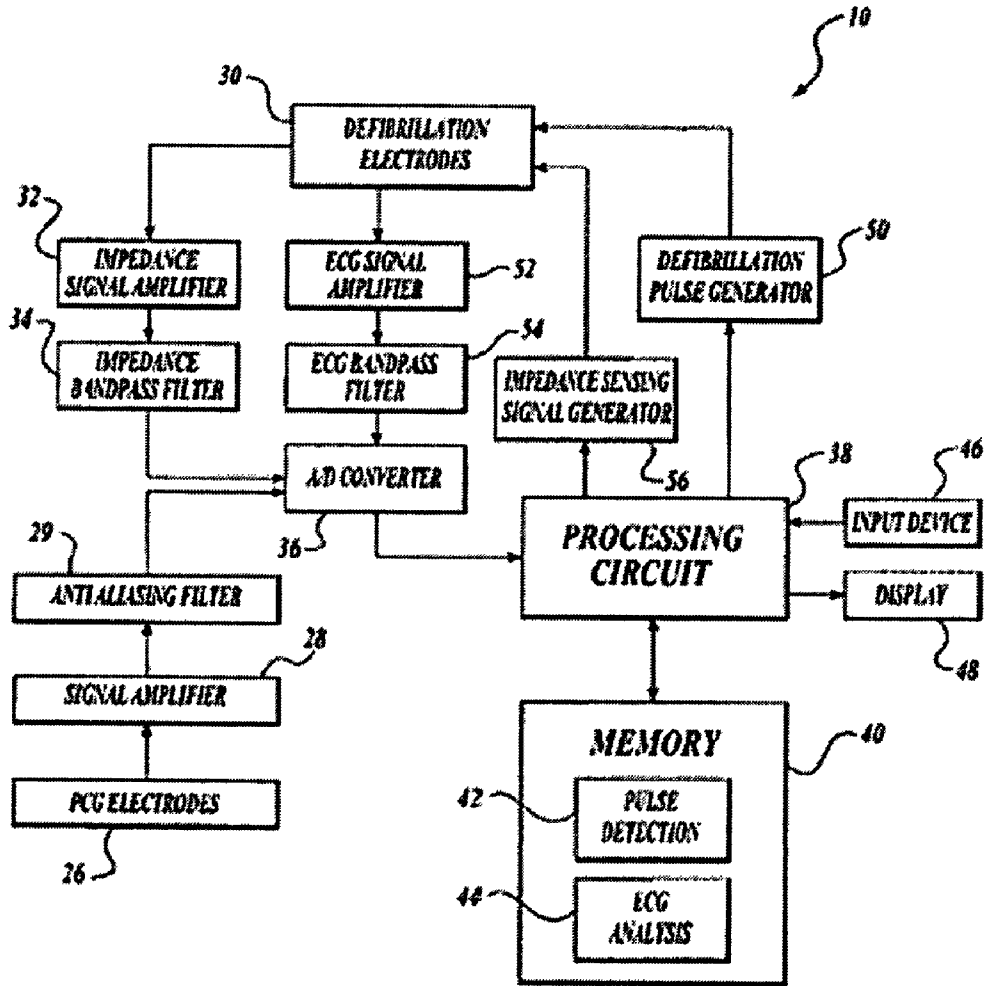 10
30
DEFIBRILLATION
ELECTRODES
32
IMPEDANCE
SIGNAL AMPLIFIER
ECG SIGNAL
AMPLIFIER
52
DEFIBRILLATION
PULSE GENERATOR
50
34
IMPEDANCE
BANDPASS FILTER
ECG BANDPASS
FILTER
54
IMPEDANCE SENSING
SIGNAL GENERATOR
56
A/D CONVERTER
36
PROCESSING
CIRCUIT
38
46
INPUT DEVICE
DISPLAY
48
29
ANTI ALIASING FILTER
28
SIGNAL AMPLIFIER
PCG ELECTRODES
26
MEMORY
40
42
PULSE
DETECTION
44
ECG
ANALYSIS